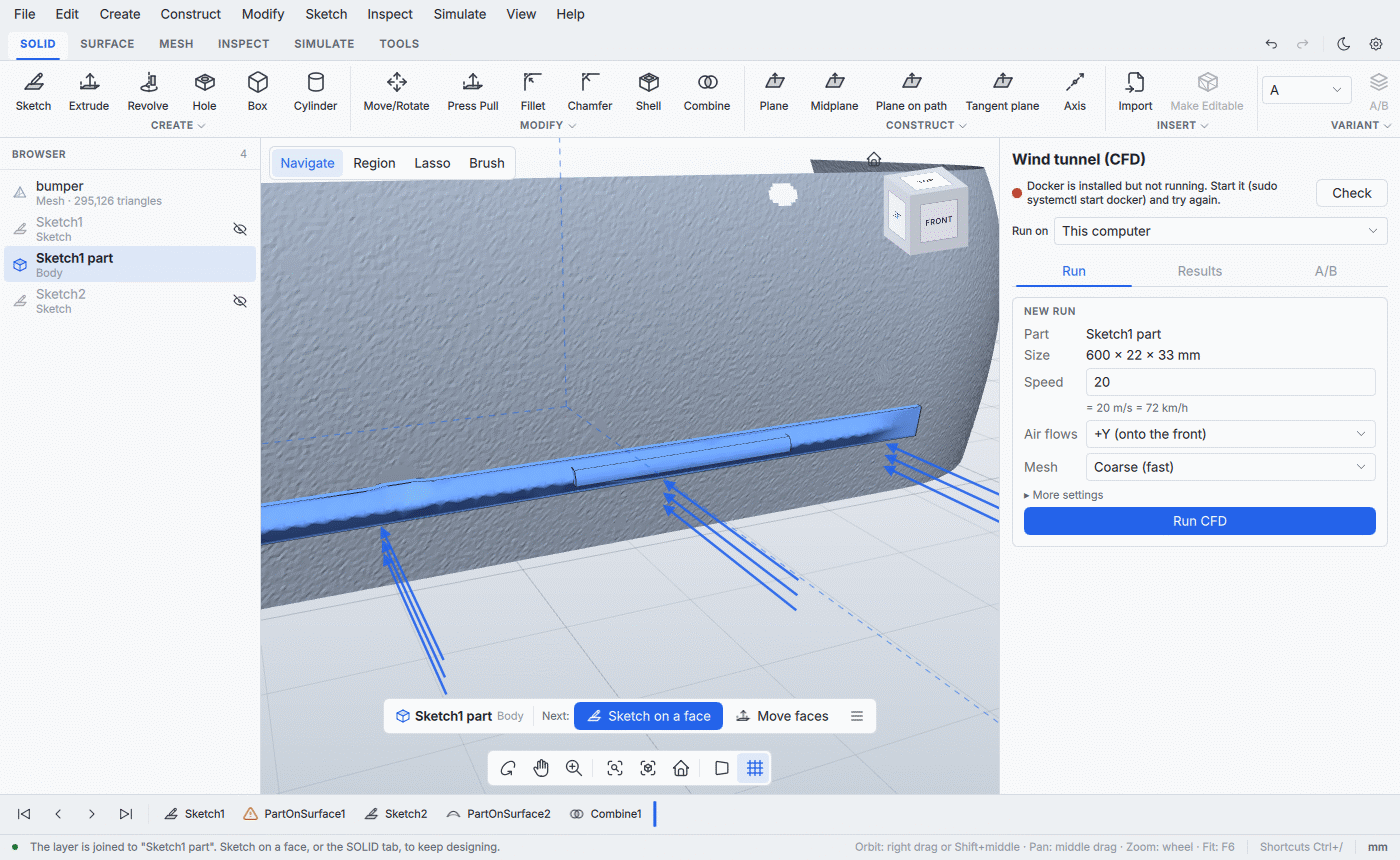 File Edit Create Construct Modify Sketch Inspect Simulate View Help
SOLID SURFACE MESH INSPECT SIMULATE TOOLS
Sketch Extrude Revolve Hole Box Cylinder Move/Rotate Press Pull Fillet Chamfer Shell Combine Plane Midplane Plane on path Tangent plane Axis Import Make Editable A A/B
CREATE MODIFY CONSTRUCT INSERT VARIANT
BROWSER 4
bumper
Mesh · 295,126 triangles
Sketch1
Sketch
Sketch1 part
Body
Sketch2
Sketch
Navigate Region Lasso Brush
TOP
FRONT
Wind tunnel (CFD)
Docker is installed but not running. Start it (sudo
systemctl start docker) and try again.
Check
Run on This computer
Run Results A/B
NEW RUN
Part Sketch1 part
Size 600 × 22 × 33 mm
Speed 20
= 20 m/s = 72 km/h
Air flows +Y (onto the front)
Mesh Coarse (fast)
▸ More settings
Run CFD
Sketch1 part Body Next: Sketch on a face Move faces
Sketch1 PartOnSurface1 Sketch2 PartOnSurface2 Combine1
The layer is joined to "Sketch1 part". Sketch on a face, or the SOLID tab, to keep designing.
Orbit: right drag or Shift+middle · Pan: middle drag · Zoom: wheel · Fit: F6 Shortcuts Ctrl+/ mm